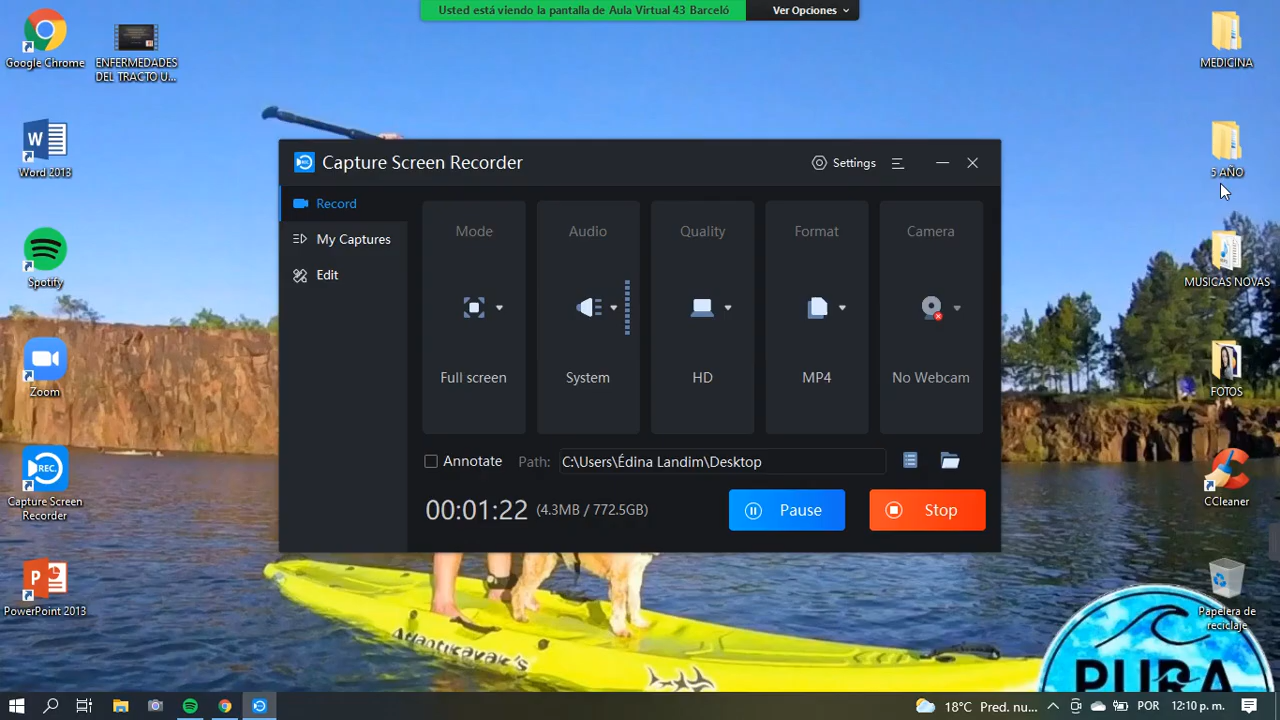 Usted está viendo la pantalla de Aula Virtual 43 Barceló
Ver Opciones
Google Chrome
ENFERMEDADES
DEL TRACTO U...
MEDICINA
Word 2013
5 AÑO
Spotify
MUSICAS NOVAS
Zoom
FOTOS
REC.
Capture Screen
Recorder
CCleaner
PowerPoint 2013
Papelera de
reciclaje
Capture Screen Recorder
Settings
Record
My Captures
Edit
Mode
Audio
Quality
Format
Camera
Full screen
System
HD
MP4
No Webcam
Annotate
Path:
C:\Users\Édina Landim\Desktop
00:01:22
(4.3MB / 772.5GB)
Pause
Stop
Atlantikayak's
PURA
18°C Pred. nu...
POR
12:10 p. m.